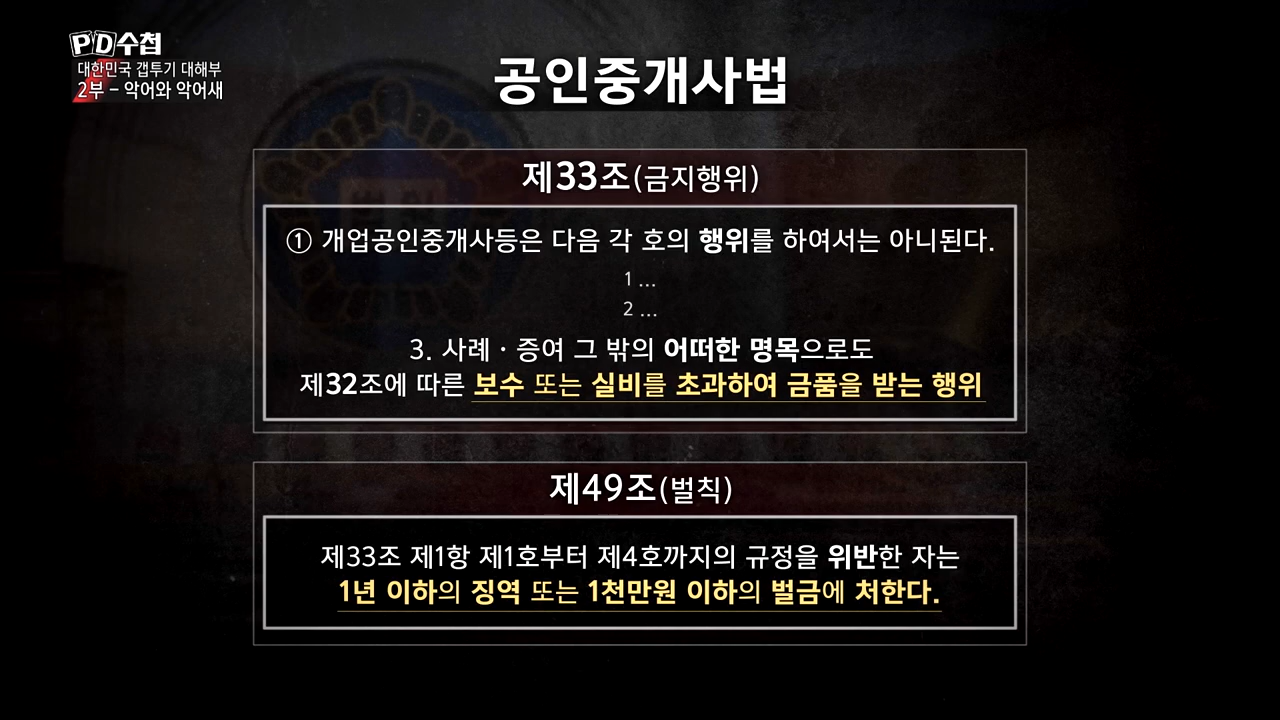 PD수첩
대한민국 갭투기 대해부
2부 - 악어와 악어새
공인중개사법
제33조(금지행위)
① 개업공인중개사등은 다음 각 호의 행위를 하여서는 아니된다.
1 ...
2 ...
3. 사례 · 증여 그 밖의 어떠한 명목으로도
제32조에 따른 보수 또는 실비를 초과하여 금품을 받는 행위
제49조(벌칙)
제33조 제1항 제1호부터 제4호까지의 규정을 위반한 자는
1년 이하의 징역 또는 1천만원 이하의 벌금에 처한다.